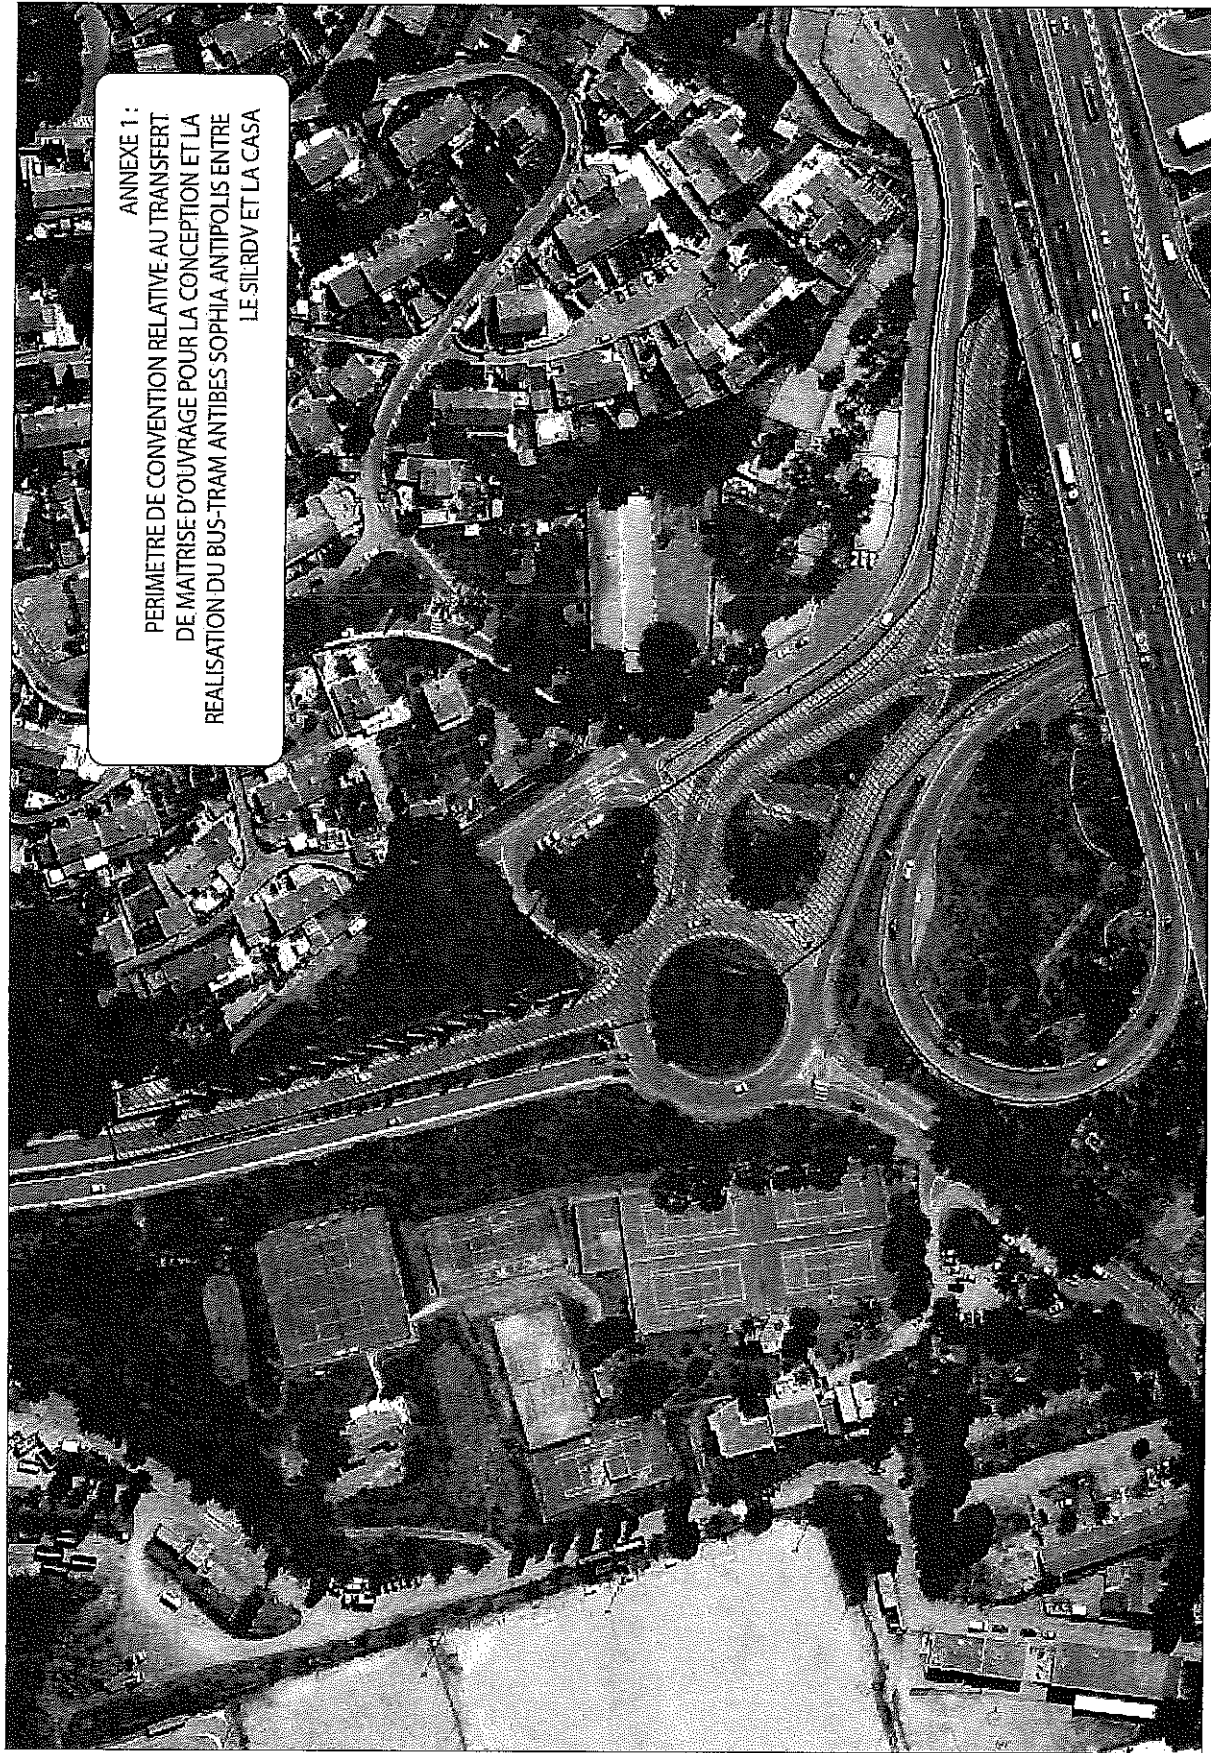 ANNEXE 1 :
PERIMETRE DE CONVENTION RELATIVE AU TRANSFERT
DE MAITRISE D'OUVRAGE POUR LA CONCEPTION ET LA
REALISATION DU BUS-TRAM ANTIBES SOPHIA ANTIPOLIS ENTRE
LE SILRDV ET LA CASA